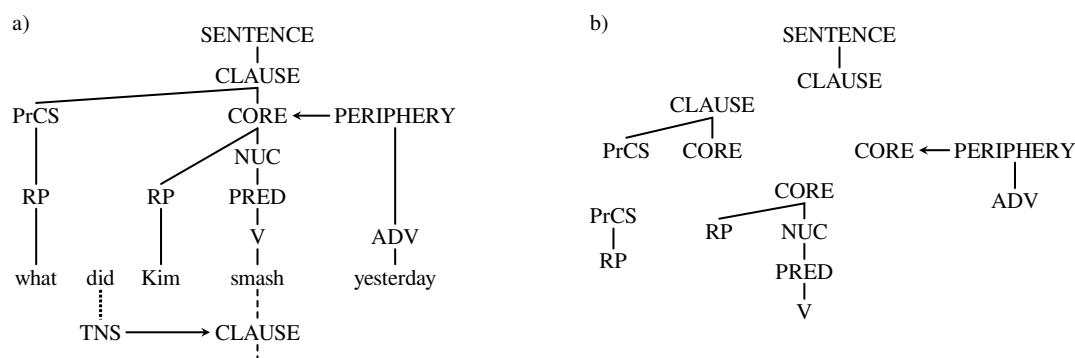 a)
SENTENCE
CLAUSE
PrCS CORE PERIPHERY
NUC
RP RP PRED
V ADV
what did Kim smash yesterday
TNS CLAUSE
b)
SENTENCE
CLAUSE
CLAUSE
PrCS CORE
CORE PERIPHERY
ADV
CORE
PrCS
RP NUC
RP
PRED
V